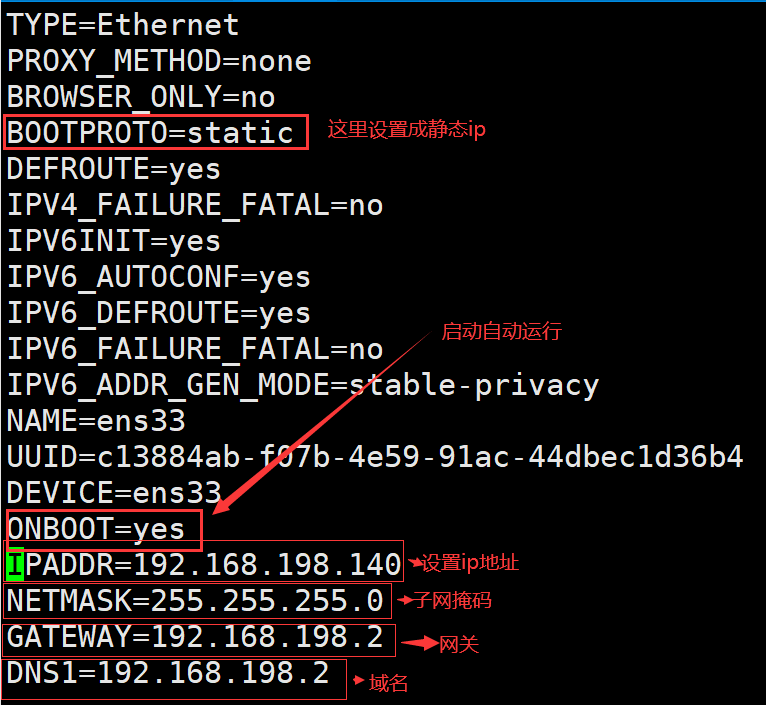 TYPE=Ethernet
PROXY_METHOD=none
BROWSER_ONLY=no
BOOTPROTO=static 这里设置成静态ip
DEFROUTE=yes
IPV4_FAILURE_FATAL=no
IPV6INIT=yes
IPV6_AUTOCONF=yes
IPV6_DEFROUTE=yes
启动自动运行
IPV6_FAILURE_FATAL=no
IPV6_ADDR_GEN_MODE=stable-privacy
NAME=ens33
UUID=c13884ab-f07b-4e59-91ac-44dbec1d36b4
DEVICE=ens33
ONBOOT=yes
IPADDR=192.168.198.140 设置ip地址
NETMASK=255.255.255.0 子网掩码
GATEWAY=192.168.198.2 网关
DNS1=192.168.198.2 域名